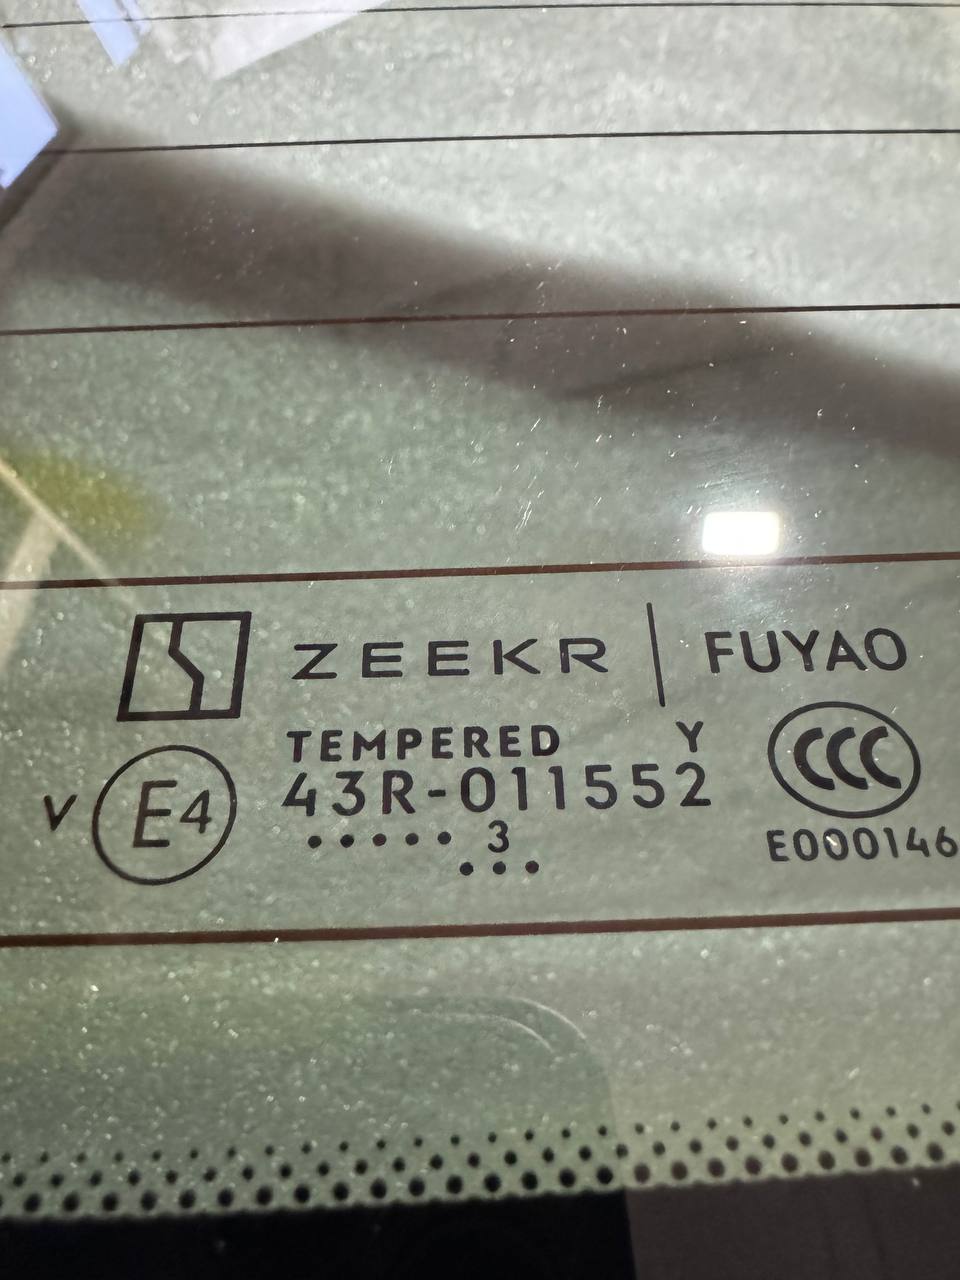 ZEEKR | FUYAO
TEMPERED Y
V E4 43R-011552 CCC
..... 3
...
E000146